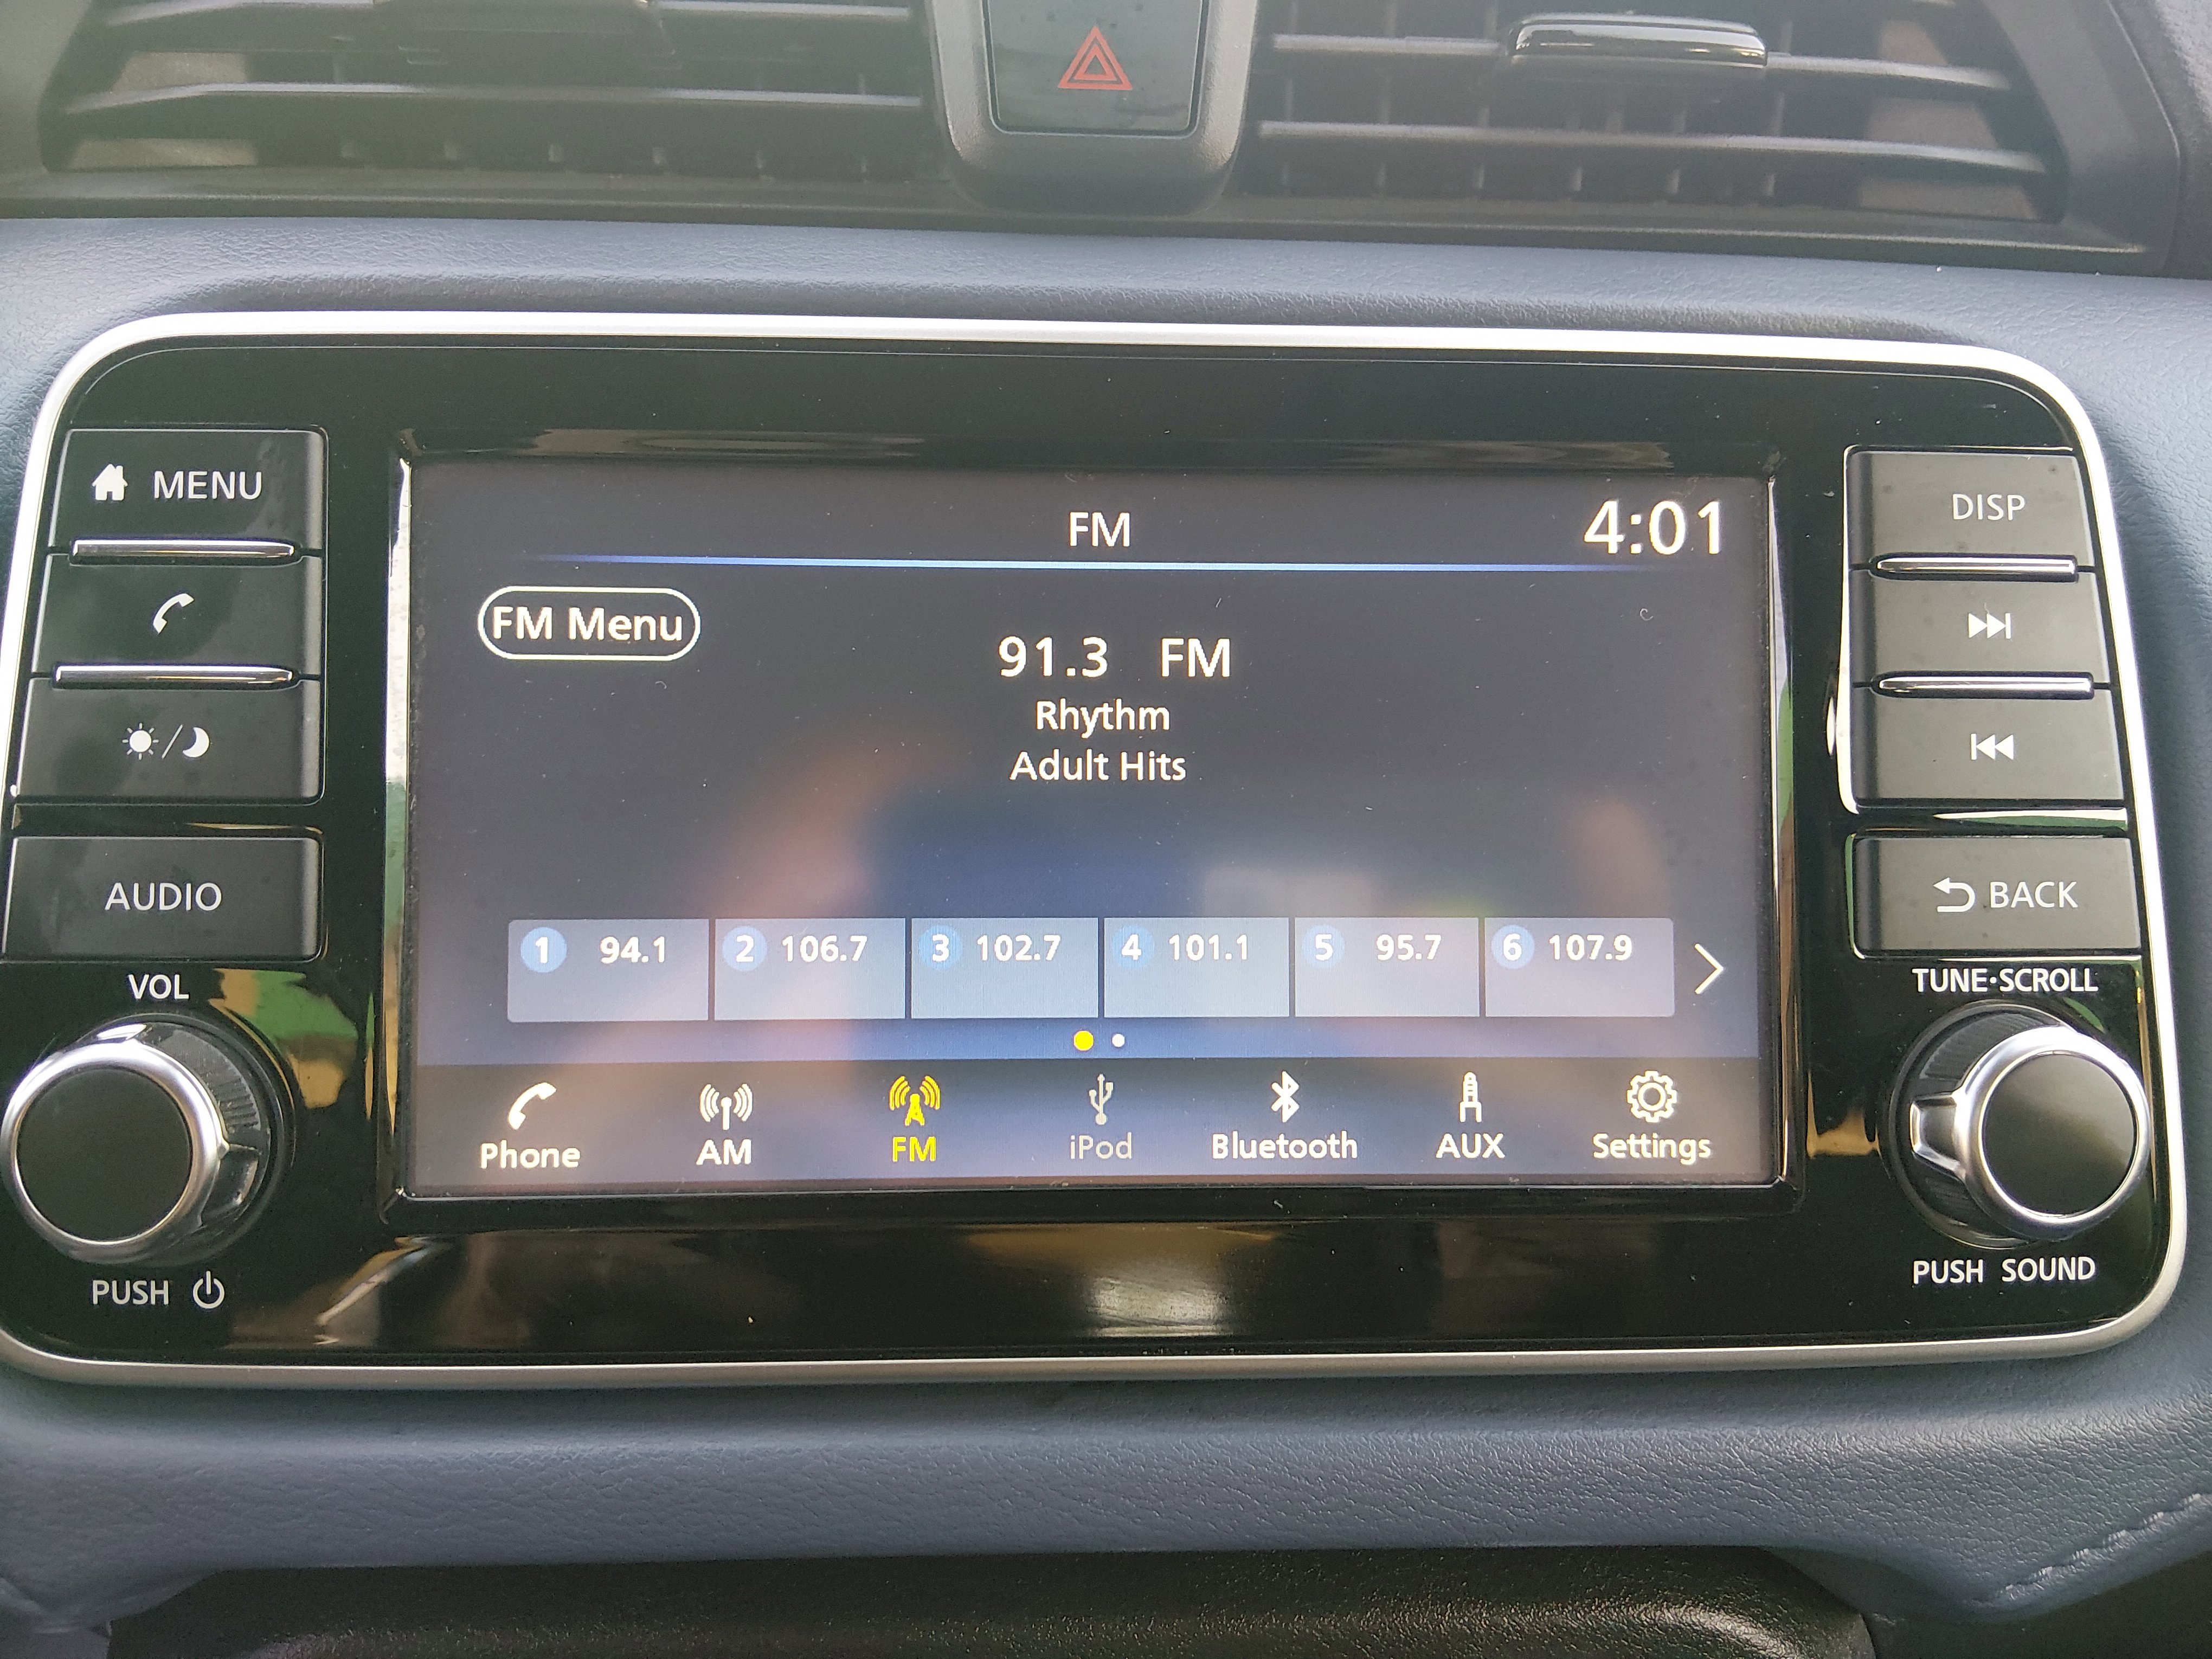 MENU
DISP
FM
4:01
FM Menu
91.3 FM
Rhythm
Adult Hits
AUDIO
BACK
1 94.1
2 106.7
3 102.7
4 101.1
5 95.7
6 107.9
VOL
TUNE·SCROLL
Phone
AM
FM
iPod
Bluetooth
AUX
Settings
PUSH
PUSH SOUND